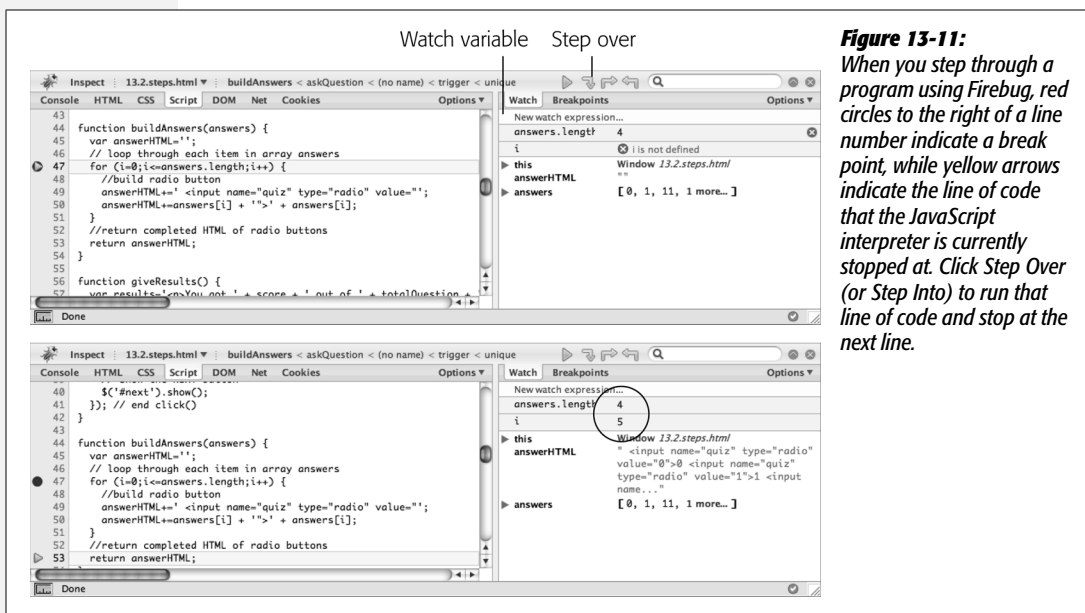 Watch variable Step over
Inspect 13.2.steps.html buildAnswers < askQuestion < (no name) < trigger < unique
Console HTML CSS Script DOM Net Cookies Options
Watch Breakpoints Options
43
44 function buildAnswers(answers) {
45 var answerHTML='';
46 // loop through each item in array answers
47 for (i=0;i<=answers.length;i++) {
48 //build radio button
49 answerHTML+=' <input name="quiz" type="radio" value="';
50 answerHTML+=answers[i] + '">' + answers[i];
51 }
52 //return completed HTML of radio buttons
53 return answerHTML;
54 }
55
56 function giveResults() {
57 var results='<p>You got ' + score + ' out of ' + totalQuestion +
New watch expression...
answers.length 4
i i is not defined
this Window 13.2.steps.html
answerHTML ""
answers [ 0, 1, 11, 1 more... ]
Done
Inspect 13.2.steps.html buildAnswers < askQuestion < (no name) < trigger < unique
Console HTML CSS Script DOM Net Cookies Options
Watch Breakpoints Options
40 $('#next').show();
41 }); // end click()
42 }
43
44 function buildAnswers(answers) {
45 var answerHTML='';
46 // loop through each item in array answers
47 for (i=0;i<=answers.length;i++) {
48 //build radio button
49 answerHTML+=' <input name="quiz" type="radio" value="';
50 answerHTML+=answers[i] + '">' + answers[i];
51 }
52 //return completed HTML of radio buttons
53 return answerHTML;
New watch expression...
answers.length 4
i 5
this Window 13.2.steps.html
answerHTML " <input name="quiz" type="radio"
value="0">0 <input name="quiz"
type="radio" value="1">1 <input
name..."
answers [ 0, 1, 11, 1 more... ]
Done
Figure 13-11:
When you step through a
program using Firebug, red
circles to the right of a line
number indicate a break
point, while yellow arrows
indicate the line of code
that the JavaScript
interpreter is currently
stopped at. Click Step Over
(or Step Into) to run that
line of code and stop at the
next line.